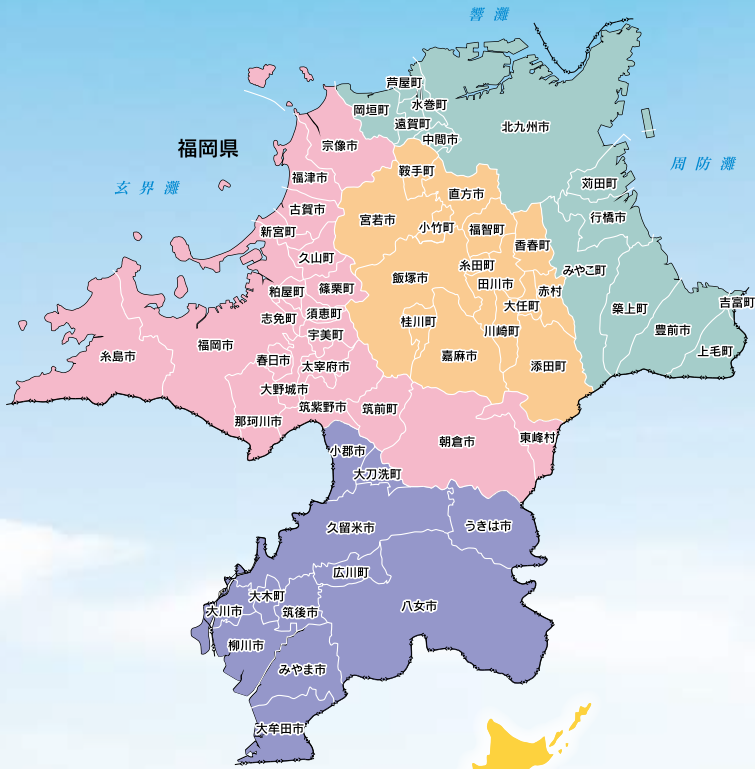 響灘
芦屋町
水巻町
岡垣町
遠賀町
北九州市
中間市
宗像市
福岡県
周防灘
鞍手町
玄界灘
福津市
苅田町
直方市
古賀市
行橋市
宮若市
小竹町
福智町
新宮町
香春町
久山町
糸田町
みやこ町
飯塚市
田川市
篠栗町
粕屋町
赤村
吉富町
大任町
築上町
須恵町
志免町
桂川町
川崎町
豊前市
宇美町
福岡市
上毛町
糸島市
嘉麻市
春日市
太宰府市
添田町
大野城市
筑紫野市
筑前町
那珂川市
東峰村
朝倉市
小郡市
大刀洗町
久留米市
うきは市
広川町
大木町
八女市
大川市
筑後市
柳川市
みやま市
大牟田市